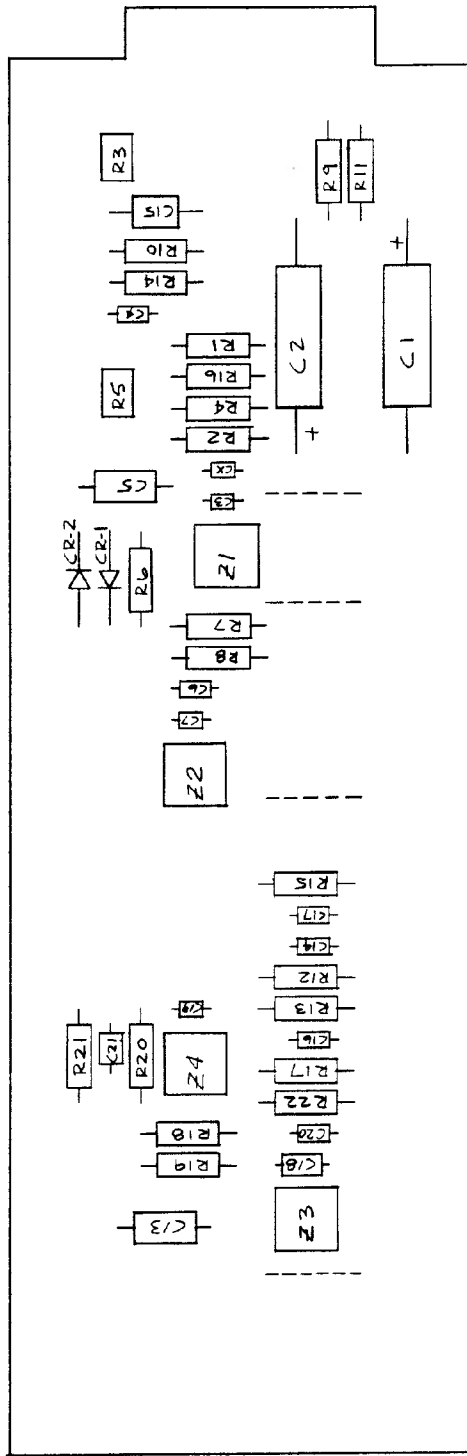 R3
R9
R11
C15
+
R10
R14
C4
C2
C1
R1
R16
R5
R4
R2
+
CX
C5
C3
CR-2
CR-1
Z1
R6
R7
R8
C6
C7
Z2
R15
C17
C14
R12
C19
R13
R21
C21
R20
Z4
C16
R17
R22
R18
C20
R19
C18
C13
Z3